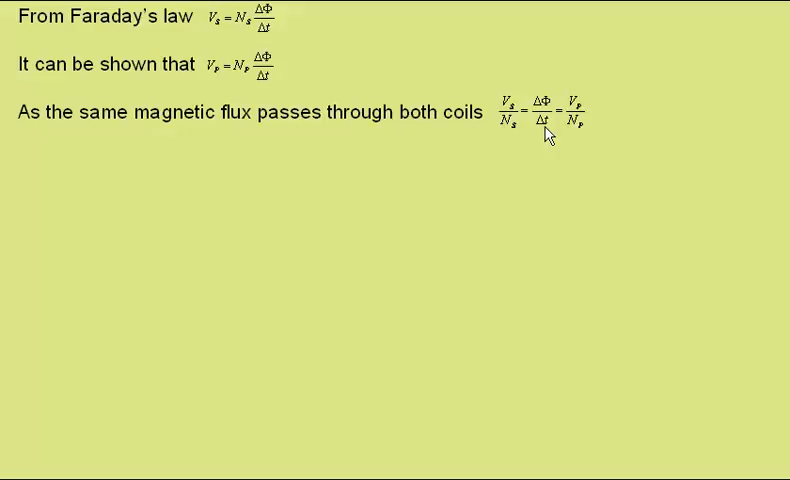 From Faraday's law V_s = N_s ΔΦ/Δt
It can be shown that V_P = N_P ΔΦ/Δt
As the same magnetic flux passes through both coils V_s/N_s = ΔΦ/Δt = V_P/N_P